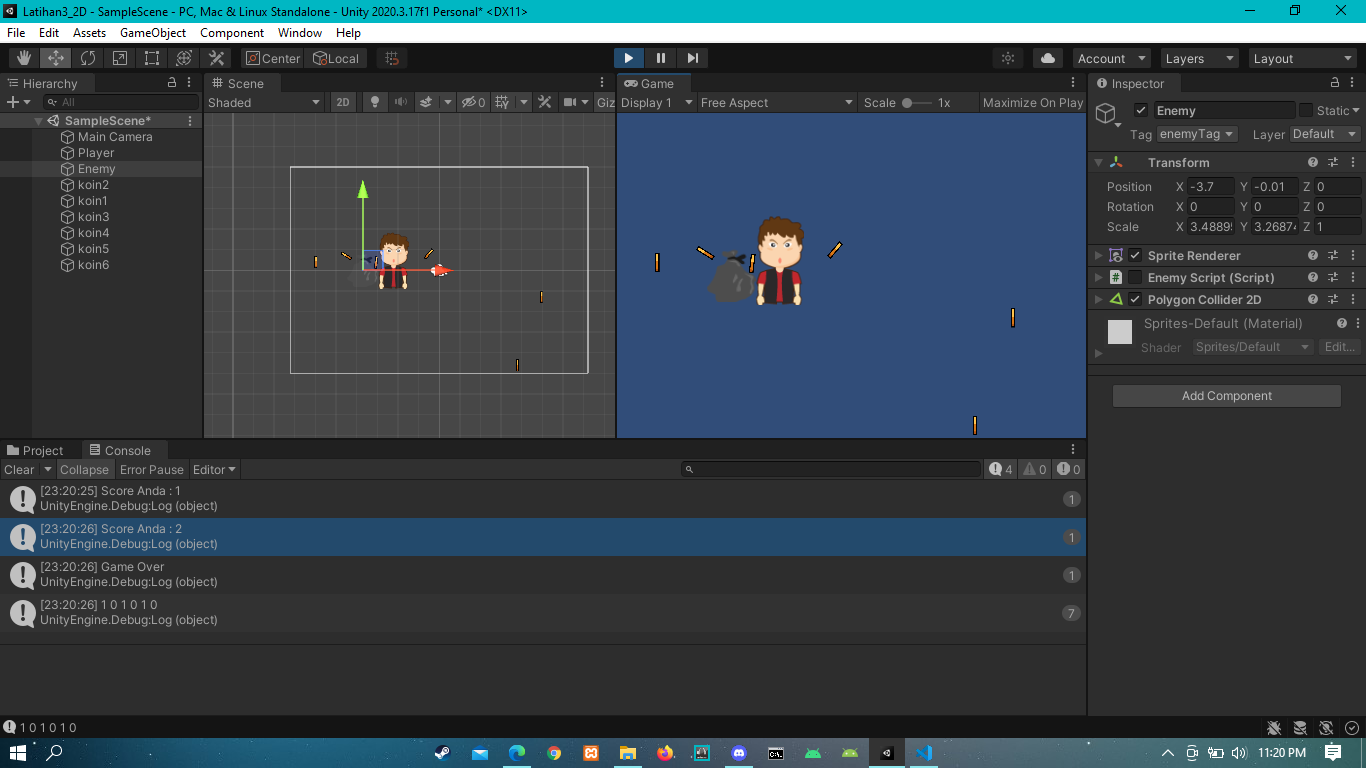 Latihan3_2D - SampleScene - PC, Mac & Linux Standalone - Unity 2020.3.17f1 Personal* <DX11>
File Edit Assets GameObject Component Window Help
Center Local Account Layers Layout
Hierarchy
All
SampleScene*
Main Camera
Player
Enemy
koin2
koin1
koin3
koin4
koin5
koin6
Scene
Shaded 2D 0 Giz
Game
Display 1 Free Aspect Scale 1x Maximize On Play
Inspector
Enemy Static
Tag enemyTag Layer Default
Transform
Position X -3.7 Y -0.01 Z 0
Rotation X 0 Y 0 Z 0
Scale X 3.4889 Y 3.2687 Z 1
Sprite Renderer
Enemy Script (Script)
Polygon Collider 2D
Sprites-Default (Material)
Shader Sprites/Default Edit...
Add Component
Project Console
Clear Collapse Error Pause Editor 4 0 0
[23:20:25] Score Anda : 1
UnityEngine.Debug:Log (object)
1
[23:20:26] Score Anda : 2
UnityEngine.Debug:Log (object)
1
[23:20:26] Game Over
UnityEngine.Debug:Log (object)
1
[23:20:26] 1 0 1 0 1 0
UnityEngine.Debug:Log (object)
7
1 0 1 0 1 0
11:20 PM